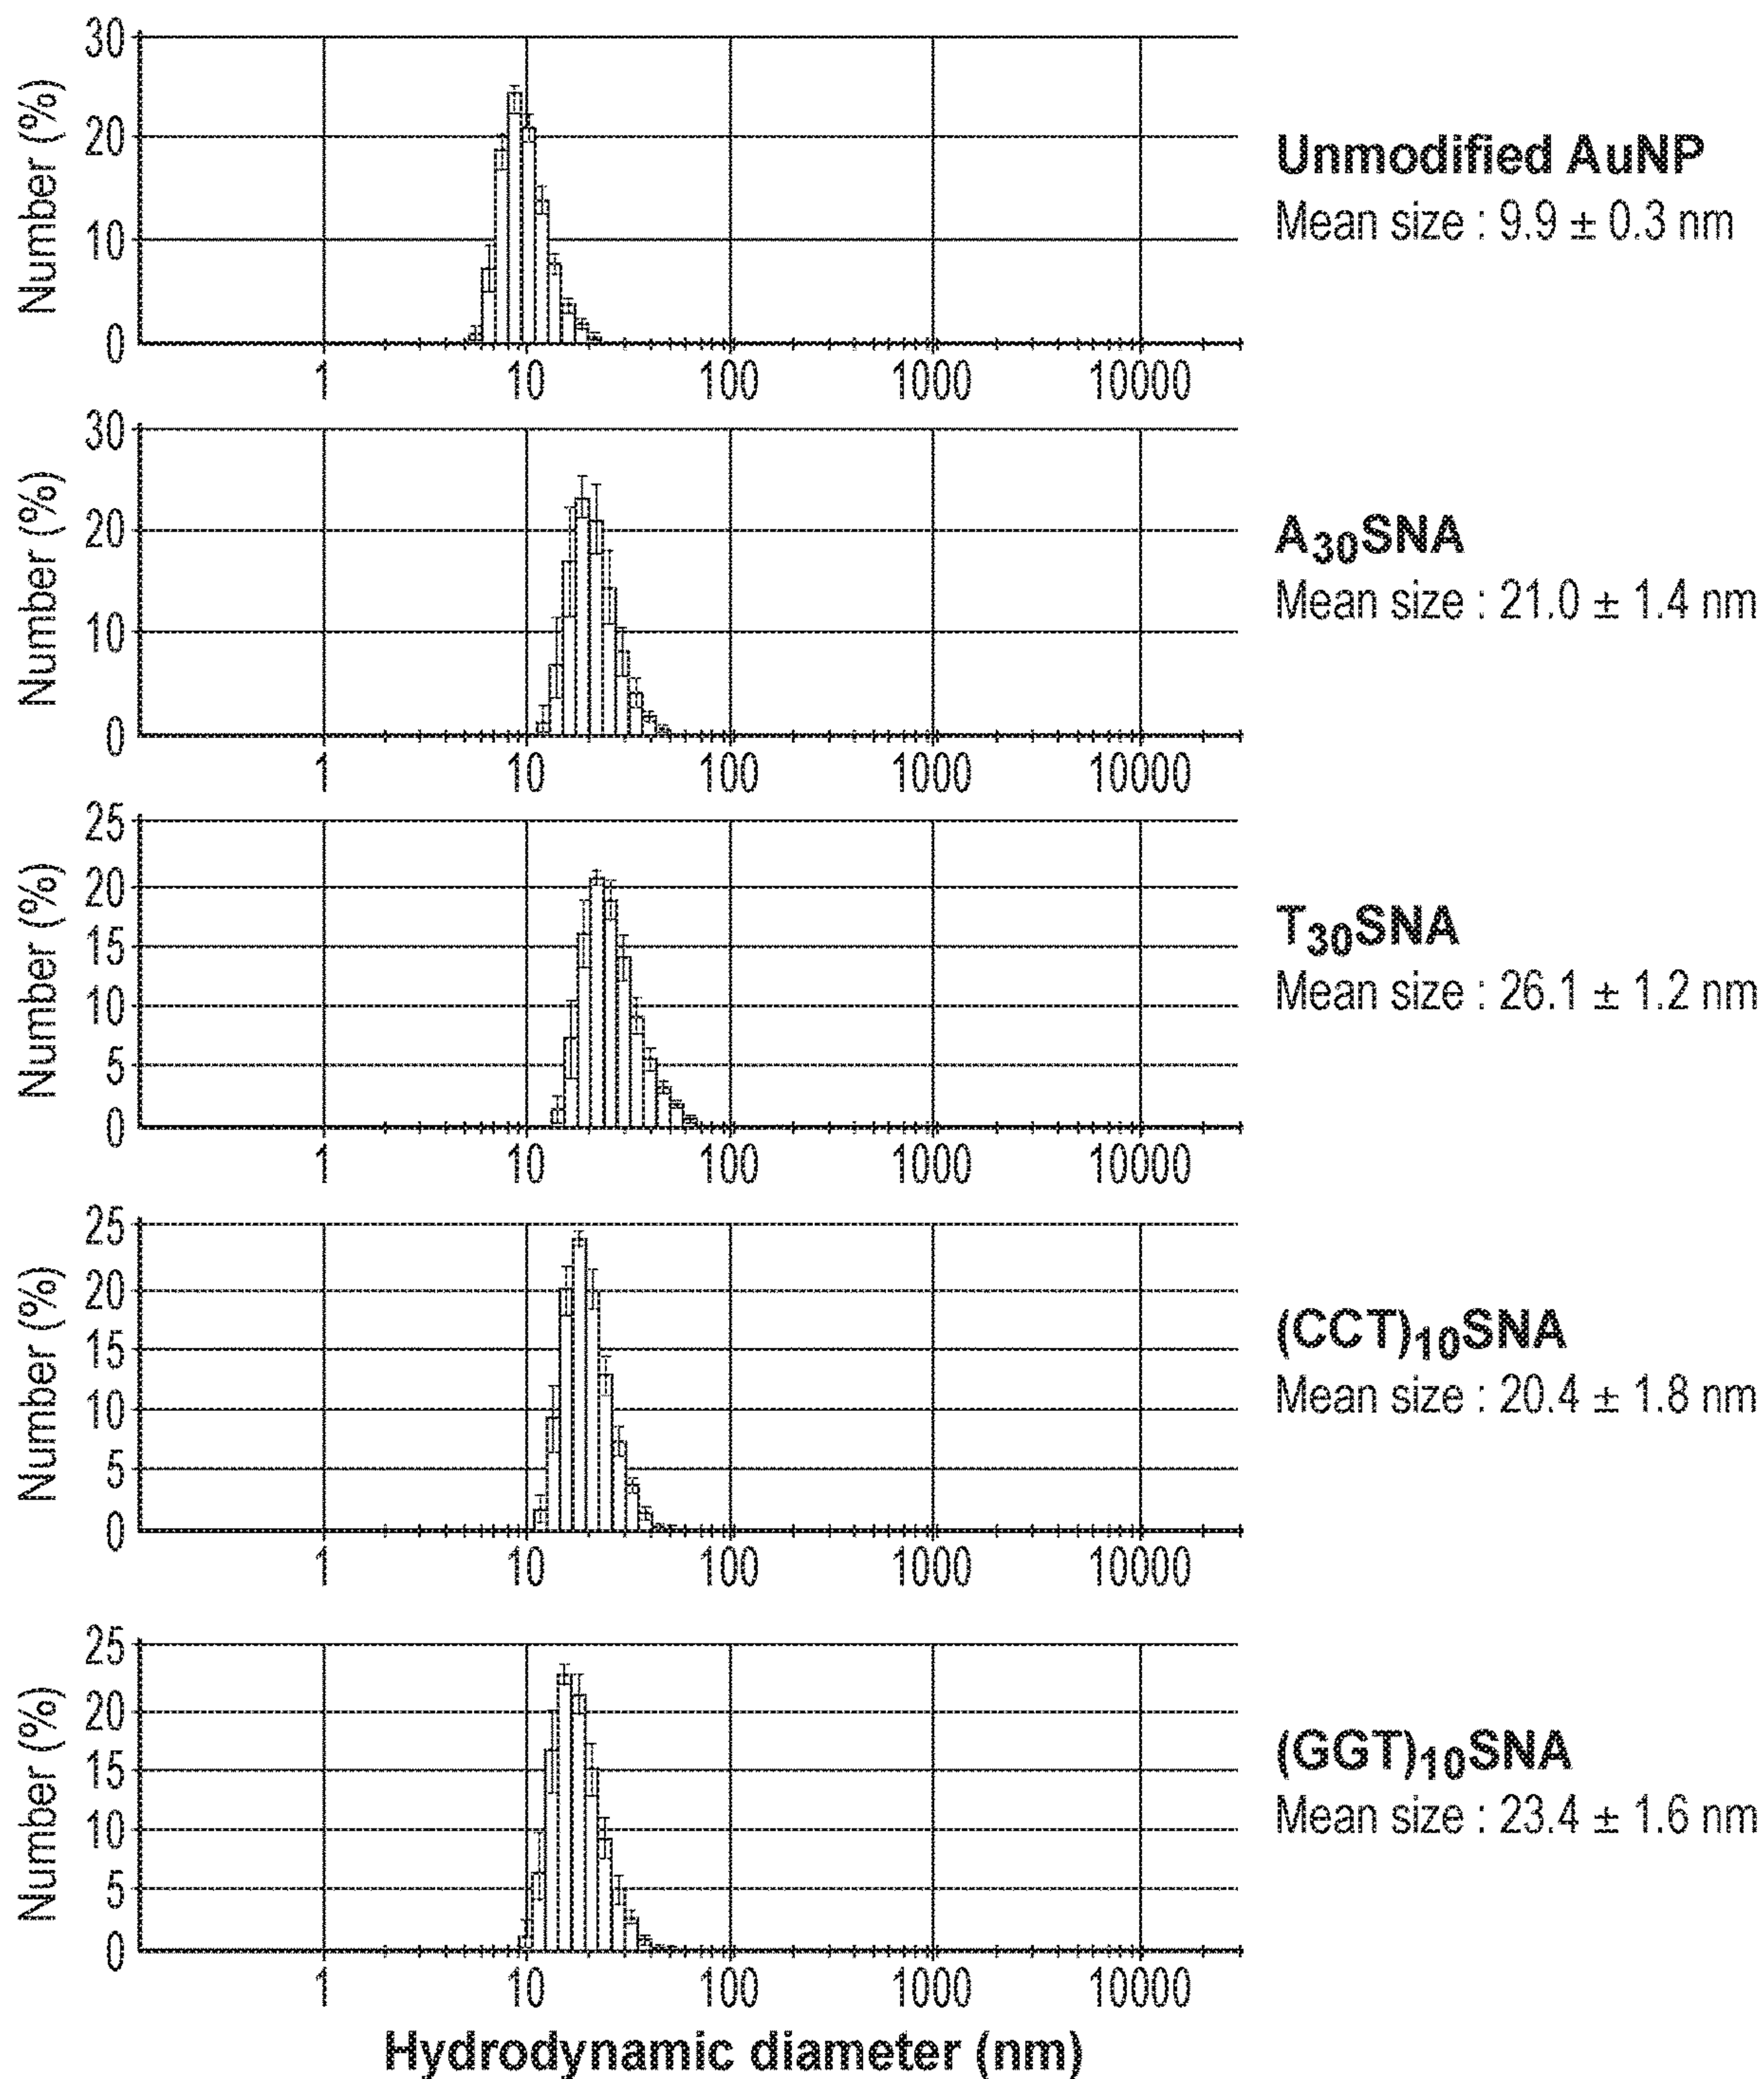 Number (%)
30
20
10
0
1 10 100 1000 10000
Unmodified AuNP
Mean size : 9.9 ± 0.3 nm
Number (%)
30
20
10
0
1 10 100 1000 10000
A30SNA
Mean size : 21.0 ± 1.4 nm
Number (%)
25
20
15
10
5
0
1 10 100 1000 10000
T30SNA
Mean size : 26.1 ± 1.2 nm
Number (%)
25
20
15
10
5
0
1 10 100 1000 10000
(CCT)10SNA
Mean size : 20.4 ± 1.8 nm
Number (%)
25
20
15
10
5
0
1 10 100 1000 10000
(GGT)10SNA
Mean size : 23.4 ± 1.6 nm
Hydrodynamic diameter (nm)